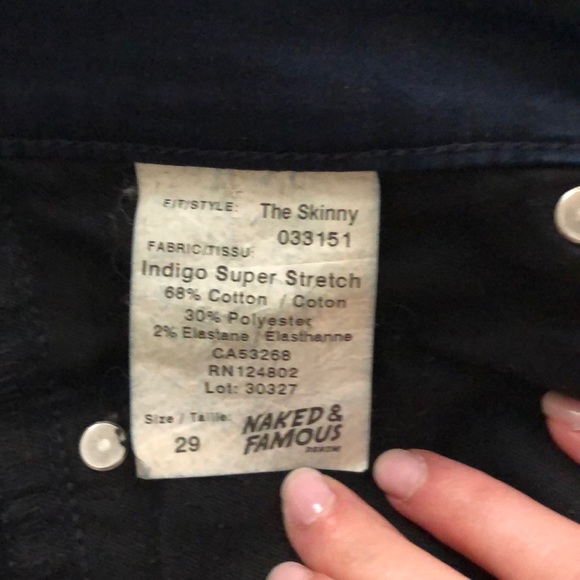 FIT/STYLE: The Skinny
033151
FABRIC/TISSU
Indigo Super Stretch
68% Cotton / Coton
30% Polyester
2% Elastane / Elasthanne
CA53268
RN124802
Lot: 30327
Size / Taille:
29
NAKED &
FAMOUS
DENIM